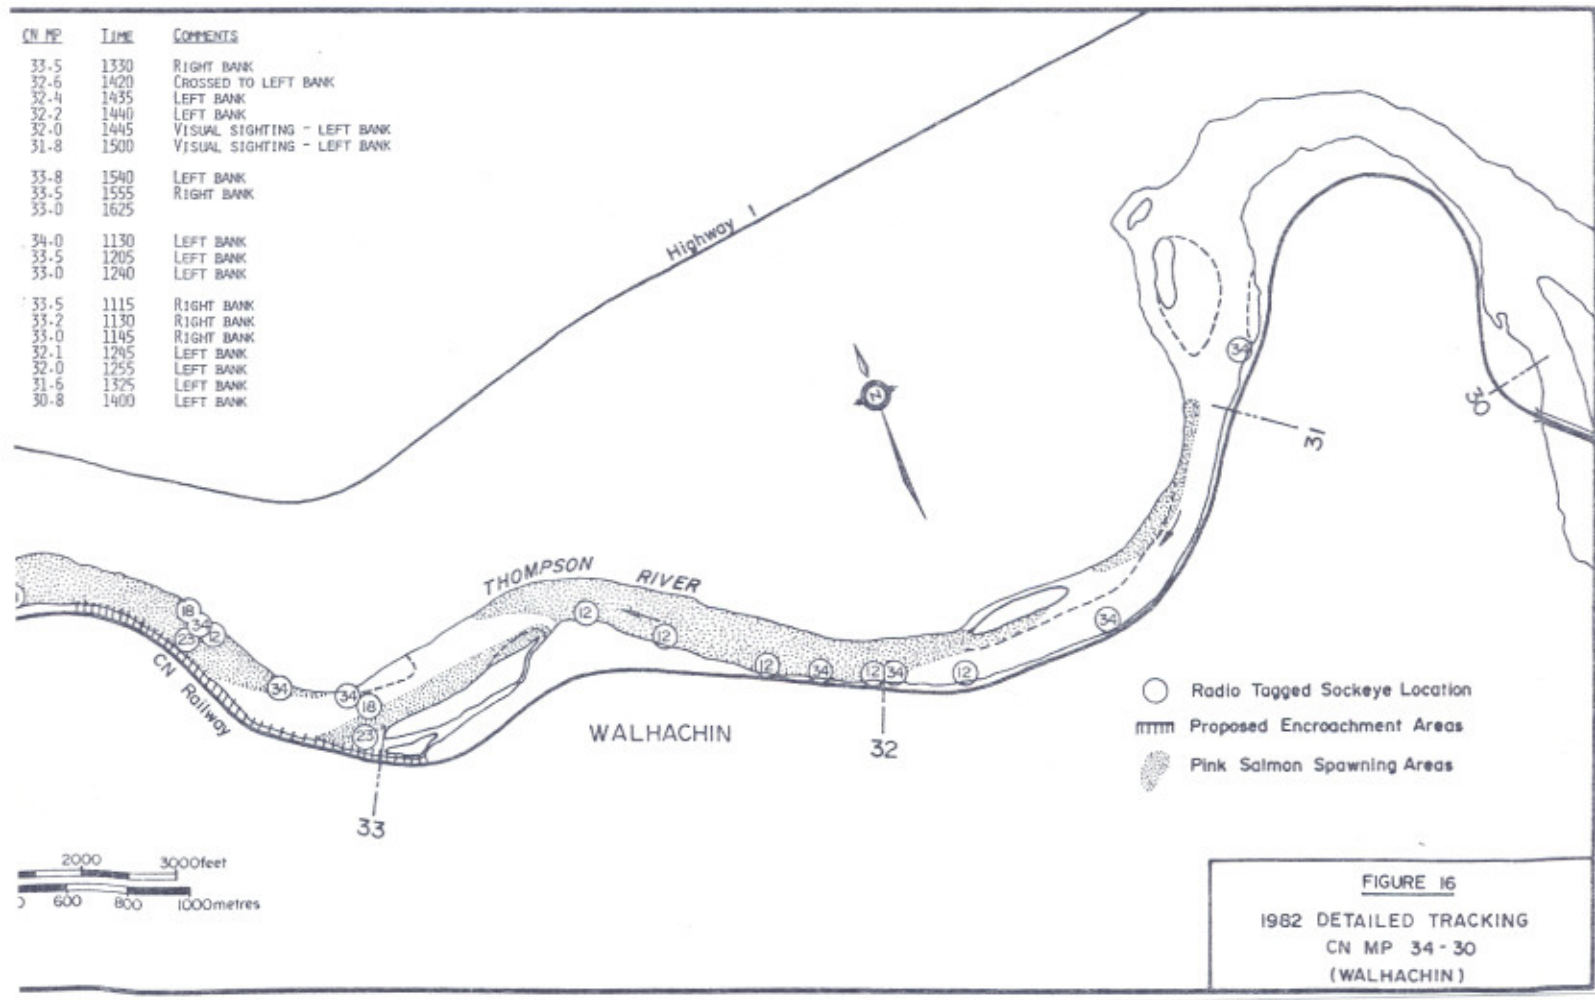 CN MP TIME COMMENTS
33.5 1330 RIGHT BANK
32.6 1420 CROSSED TO LEFT BANK
32.4 1435 LEFT BANK
32.2 1440 LEFT BANK
32.0 1445 VISUAL SIGHTING - LEFT BANK
31.8 1500 VISUAL SIGHTING - LEFT BANK
33.8 1540 LEFT BANK
33.5 1555 RIGHT BANK
33.0 1625
34.0 1130 LEFT BANK
33.5 1205 LEFT BANK
33.0 1240 LEFT BANK
33.5 1115 RIGHT BANK
33.2 1130 RIGHT BANK
33.0 1145 RIGHT BANK
32.1 1245 LEFT BANK
32.0 1255 LEFT BANK
31.6 1325 LEFT BANK
30.8 1400 LEFT BANK
Highway 1
N
34
30
31
THOMPSON RIVER
18
34
12
23
34
34
18
23
12
12
12
34
12
34
12
34
CN Railway
WALHACHIN
32
33
Radio Tagged Sockeye Location
Proposed Encroachment Areas
Pink Salmon Spawning Areas
2000 3000feet
600 800 1000metres
FIGURE 16
1982 DETAILED TRACKING
CN MP 34-30
(WALHACHIN)